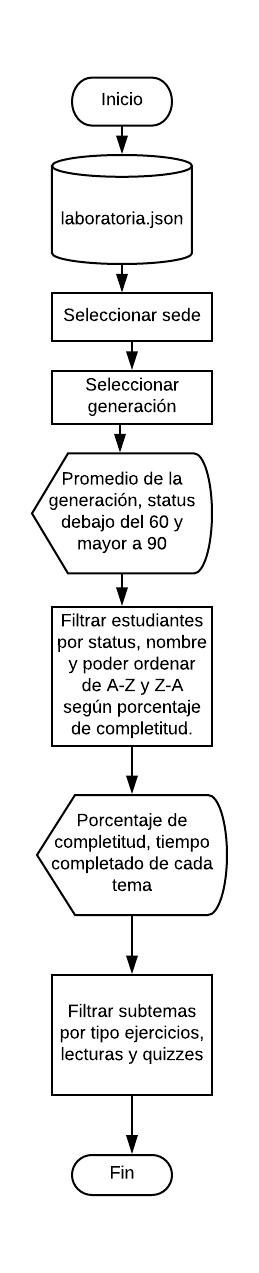 Inicio
laboratoria.json
Seleccionar sede
Seleccionar
generación
Promedio de la
generación, status
debajo del 60 y
mayor a 90
Filtrar estudiantes
por status, nombre
y poder ordenar
de A-Z y Z-A
según porcentaje
de completitud.
Porcentaje de
completitud, tiempo
completado de cada
tema
Filtrar subtemas
por tipo ejercicios,
lecturas y quizzes
Fin